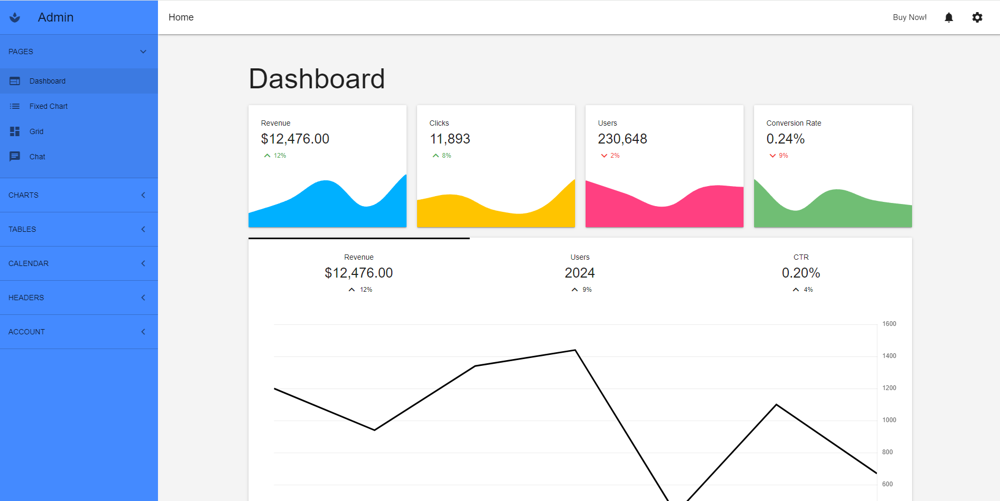 Admin
Home
Buy Now!
PAGES
Dashboard
Fixed Chart
Grid
Chat
CHARTS
TABLES
CALENDAR
HEADERS
ACCOUNT
Dashboard
Revenue
$12,476.00
12%
Clicks
11,893
8%
Users
230,648
2%
Conversion Rate
0.24%
9%
Revenue
$12,476.00
12%
Users
2024
9%
CTR
0.20%
4%
1600
1400
1200
1000
800
600